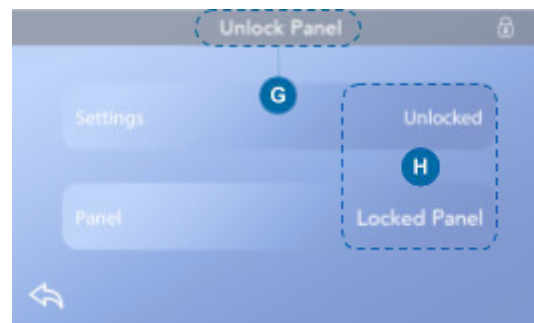 Unlock Panel
G
Settings Unlocked
H
Panel Locked Panel